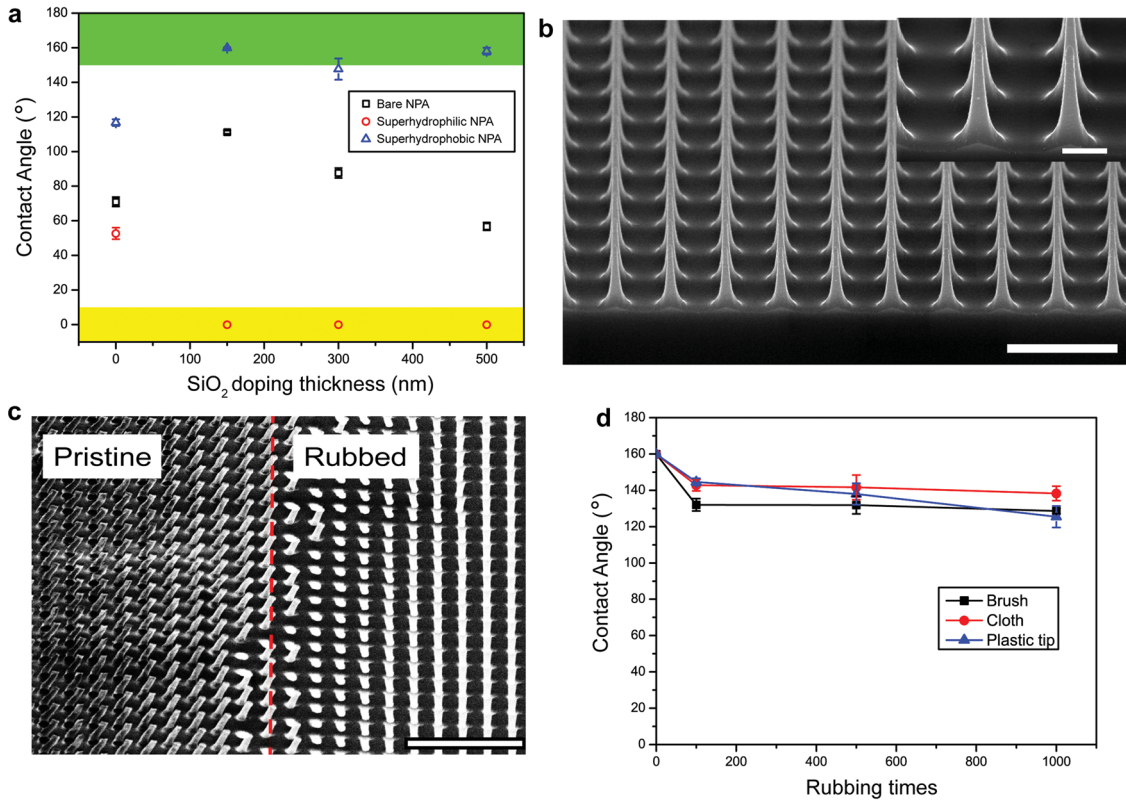 a
180
160
140
120
100
80
60
40
20
0
Contact Angle (°)
Bare NPA
Superhydrophilic NPA
Superhydrophobic NPA
0
100
200
300
400
500
SiO₂ doping thickness (nm)
b
c
Pristine
Rubbed
d
180
160
140
120
100
80
60
40
20
0
Contact Angle (°)
Brush
Cloth
Plastic tip
0
200
400
600
800
1000
Rubbing times